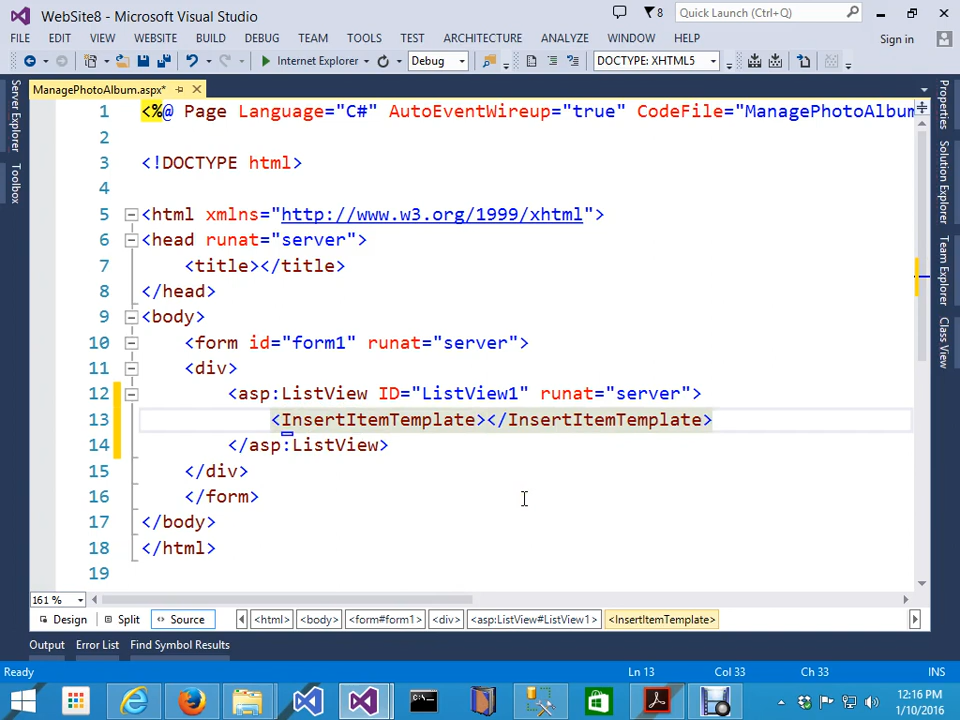 WebSite8 - Microsoft Visual Studio
8
Quick Launch (Ctrl+Q)
FILE EDIT VIEW WEBSITE BUILD DEBUG TEAM TOOLS TEST ARCHITECTURE ANALYZE WINDOW HELP
Sign in
Internet Explorer
Debug
DOCTYPE: XHTML5
Server Explorer
Toolbox
ManagePhotoAlbum.aspx*
Properties
Solution Explorer
Team Explorer
Class View
1 <%@ Page Language="C#" AutoEventWireup="true" CodeFile="ManagePhotoAlbum
2
3 <!DOCTYPE html>
4
5 <html xmlns="http://www.w3.org/1999/xhtml">
6 <head runat="server">
7 <title></title>
8 </head>
9 <body>
10 <form id="form1" runat="server">
11 <div>
12 <asp:ListView ID="ListView1" runat="server">
13 <InsertItemTemplate></InsertItemTemplate>
14 </asp:ListView>
15 </div>
16 </form>
17 </body>
18 </html>
19
161 %
Design Split Source <html> <body> <form#form1> <div> <asp:ListView#ListView1> <InsertItemTemplate>
Output Error List Find Symbol Results
Ready Ln 13 Col 33 Ch 33 INS
12:16 PM
1/10/2016